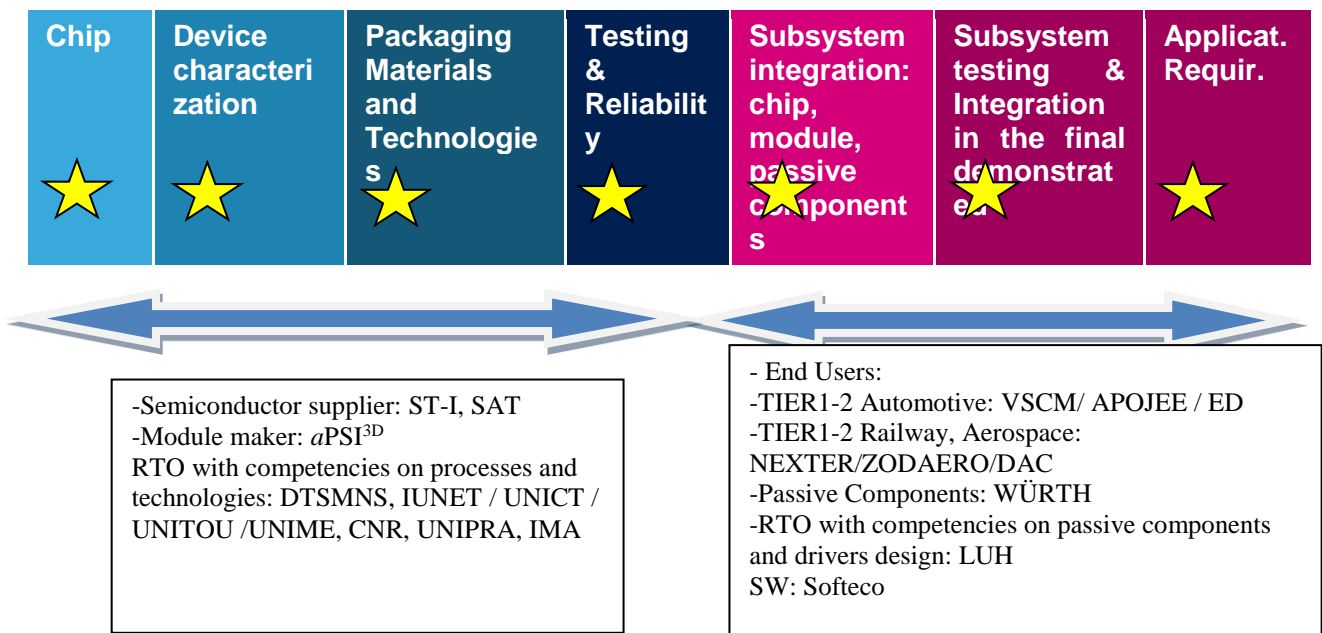 Chip
Device
characteri
zation
Packaging
Materials
and
Technologie
s
Testing
&
Reliabilit
y
Subsystem
integration:
chip,
module,
passive
component
s
Subsystem
testing &
Integration
in the final
demonstrat
ed
Applicat.
Requir.
-Semiconductor supplier: ST-I, SAT
-Module maker: aPSI3D
RTO with competencies on processes and
technologies: DTSMNS, IUNET / UNICT /
UNITOU /UNIME, CNR, UNIPRA, IMA
- End Users:
-TIER1-2 Automotive: VSCM/ APOJEE / ED
-TIER1-2 Railway, Aerospace:
NEXTER/ZODAERO/DAC
-Passive Components: WÜRTH
-RTO with competencies on passive components
and drivers design: LUH
SW: Softeco